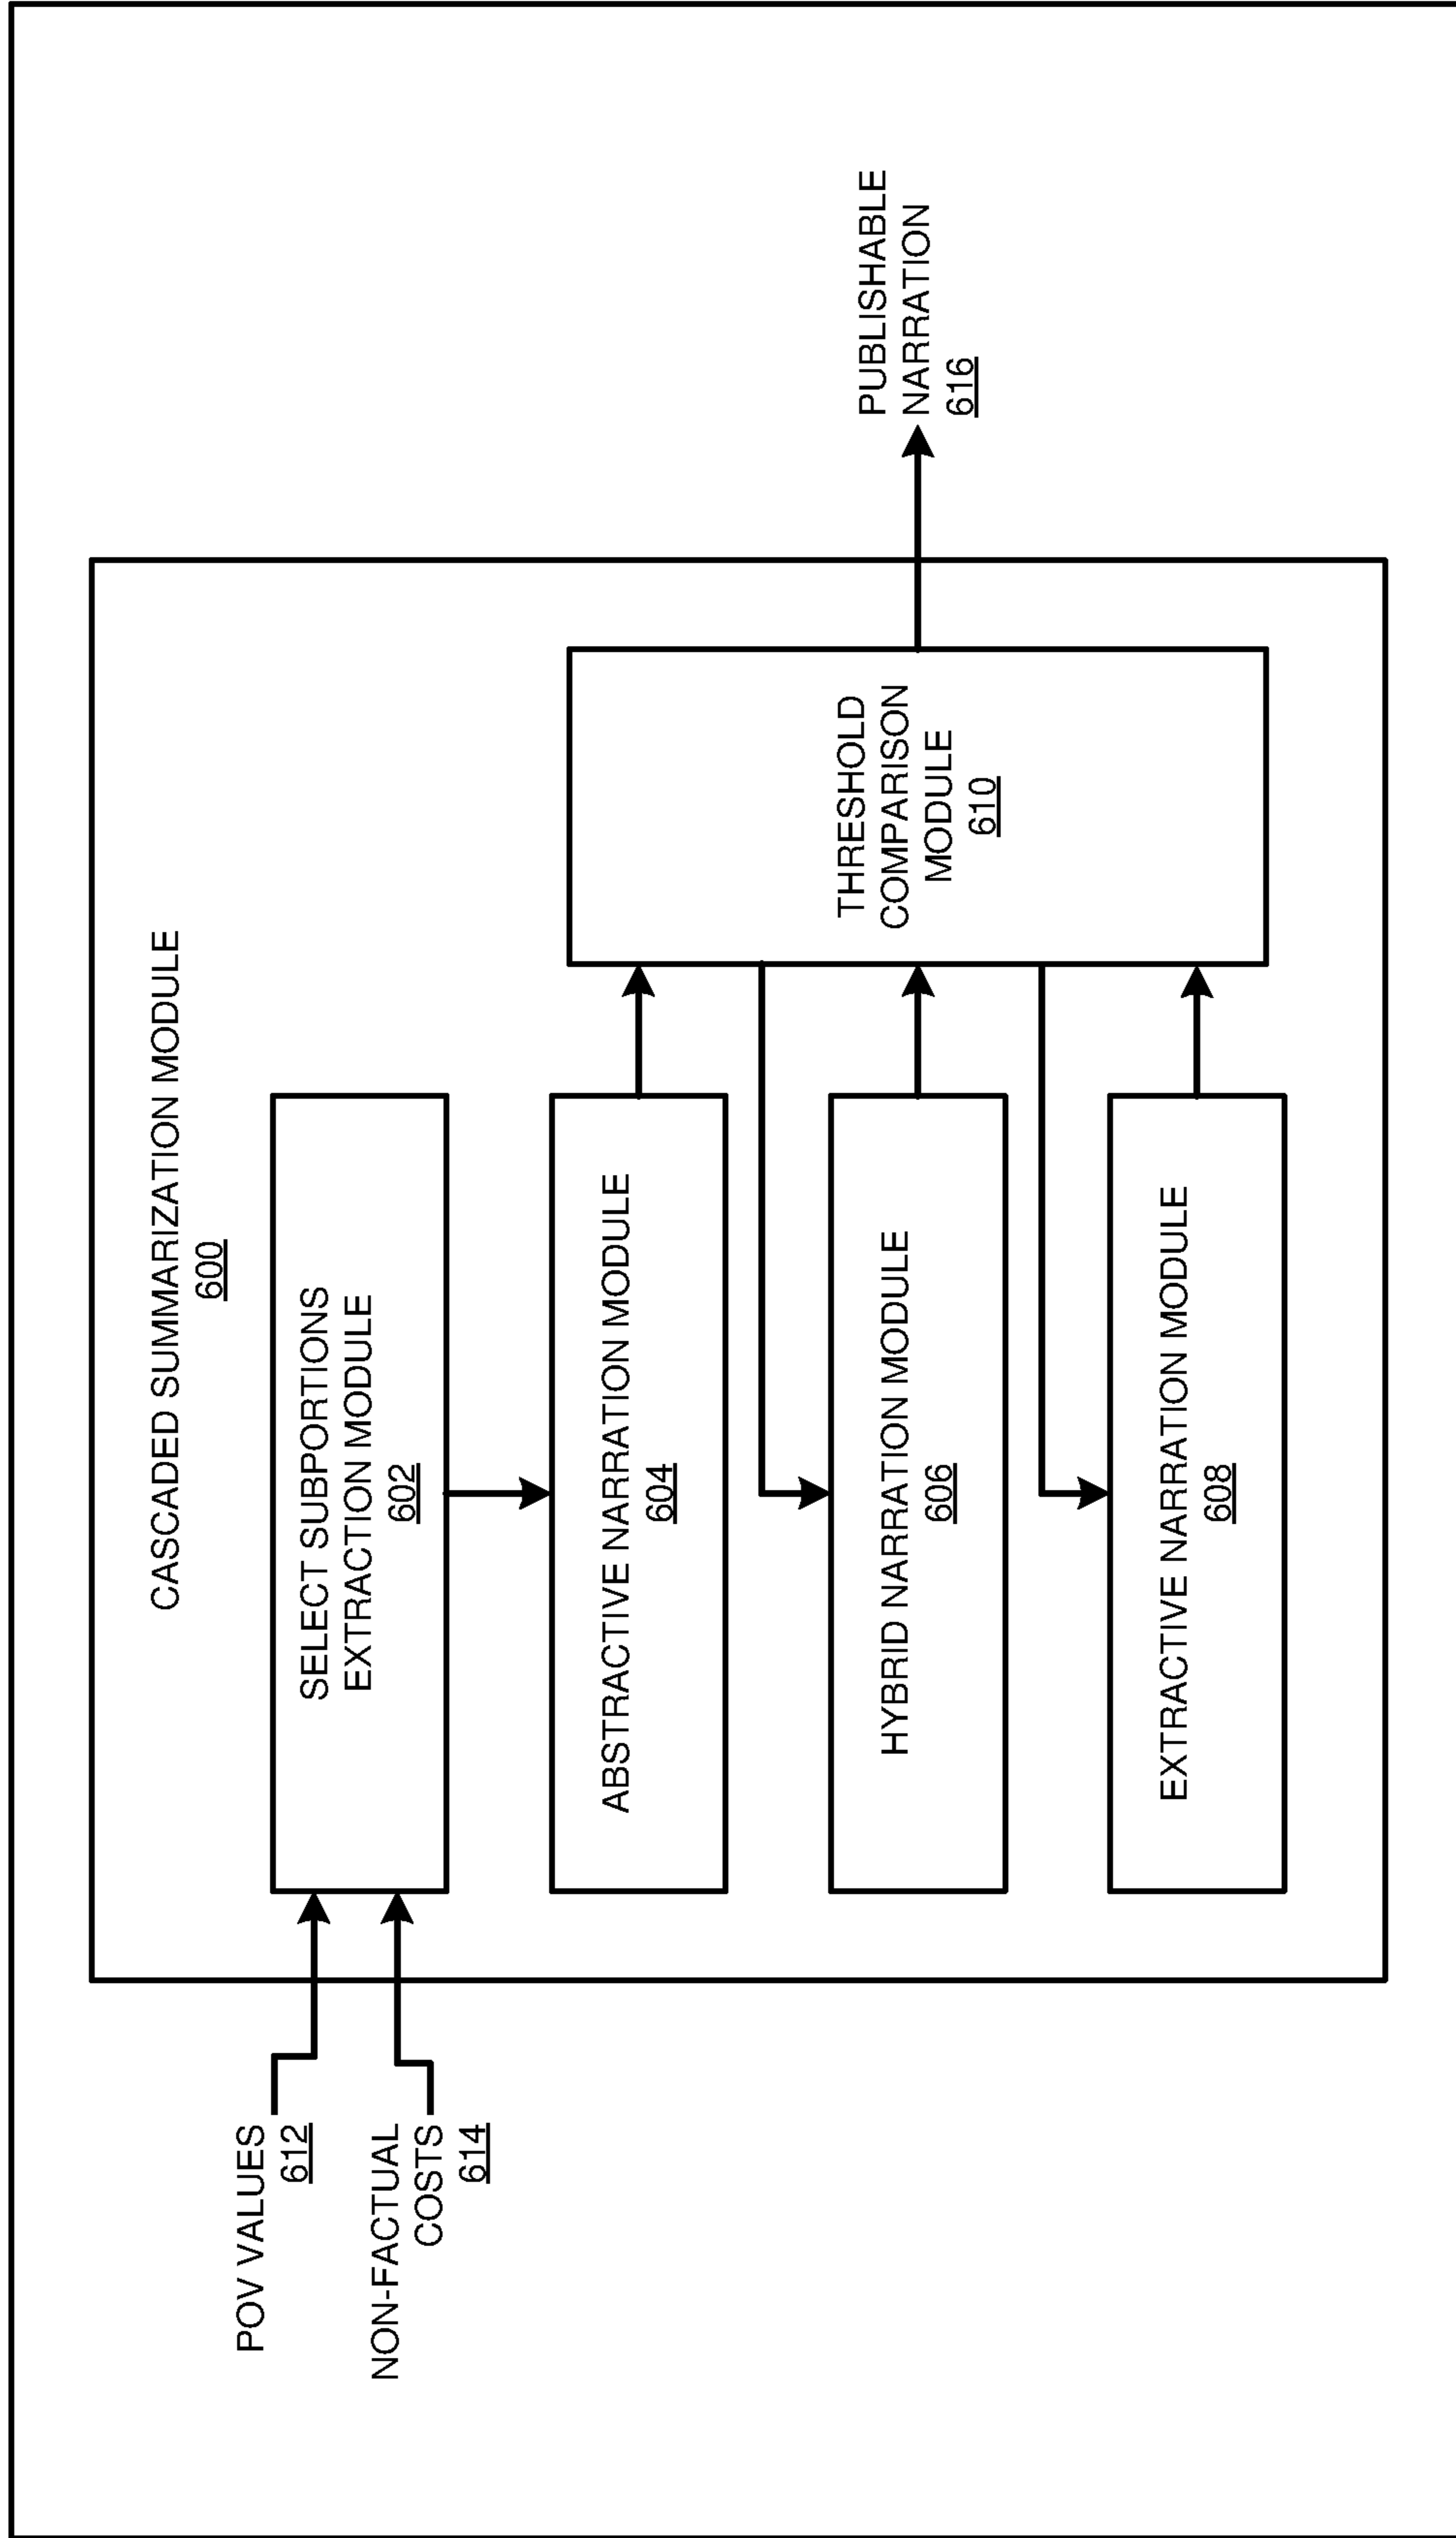 CASCADED SUMMARIZATION MODULE
600
POV VALUES
612
NON-FACTUAL
COSTS
614
SELECT SUBPORTIONS
EXTRACTION MODULE
602
ABSTRACTIVE NARRATION MODULE
604
HYBRID NARRATION MODULE
606
EXTRACTIVE NARRATION MODULE
608
THRESHOLD
COMPARISON
MODULE
610
PUBLISHABLE
NARRATION
616